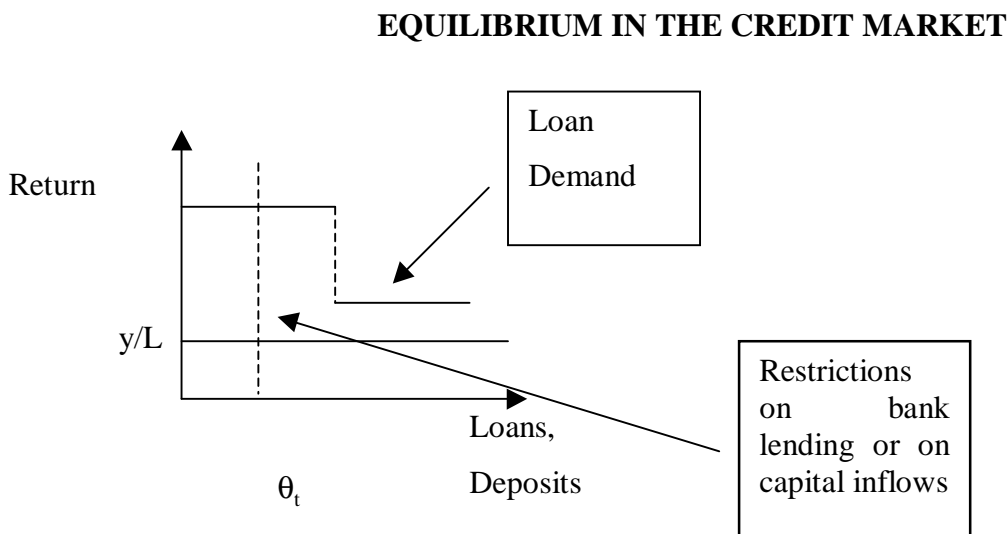 EQUILIBRIUM IN THE CREDIT MARKET
Loan
Demand
Return
y/L
Restrictions
on bank
lending or on
capital inflows
Loans,
Deposits
θt